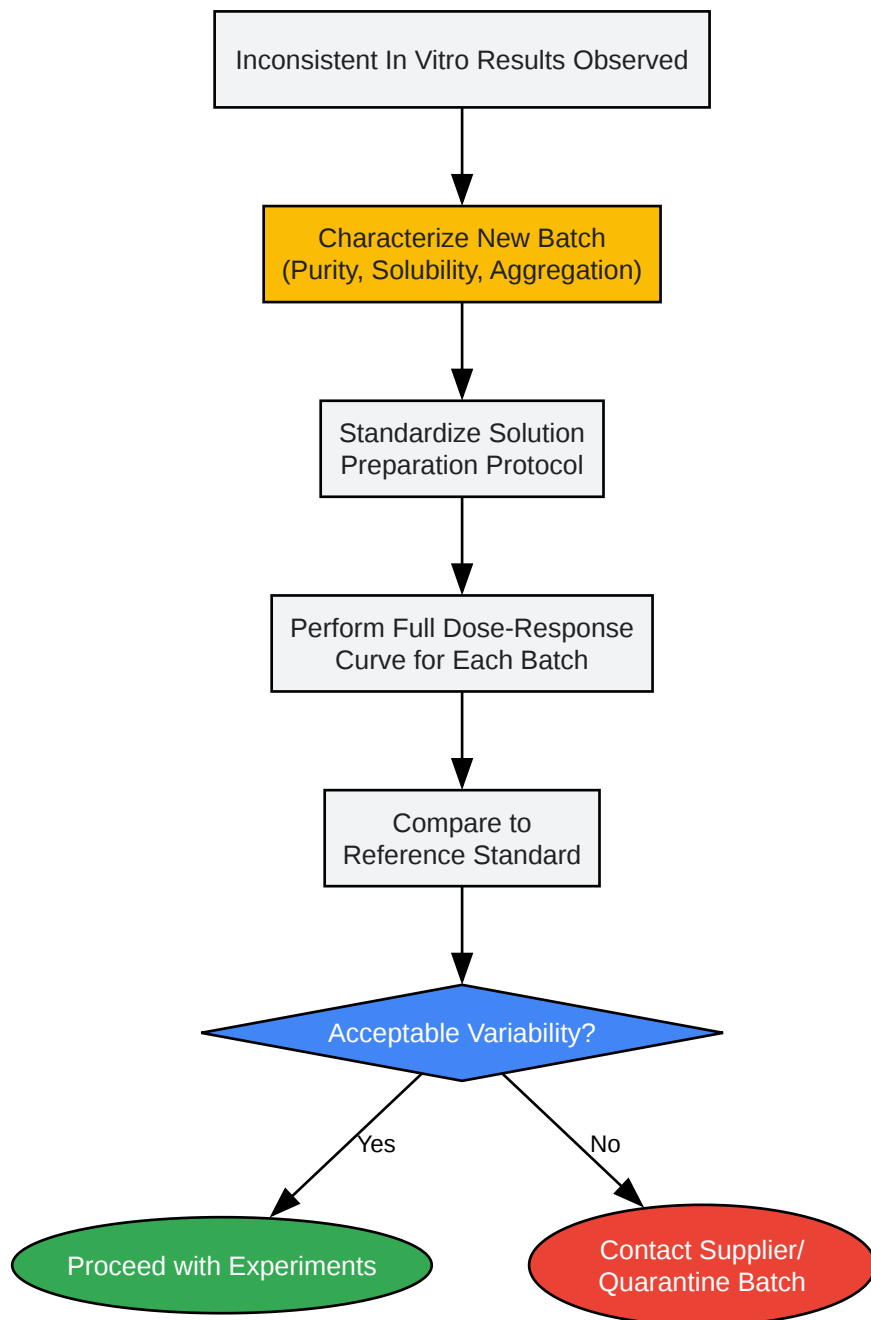 Inconsistent In Vitro Results Observed
Characterize New Batch
(Purity, Solubility, Aggregation)
Standardize Solution
Preparation Protocol
Perform Full Dose-Response
Curve for Each Batch
Compare to
Reference Standard
Acceptable Variability?
Yes
No
Proceed with Experiments
Contact Supplier/
Quarantine Batch